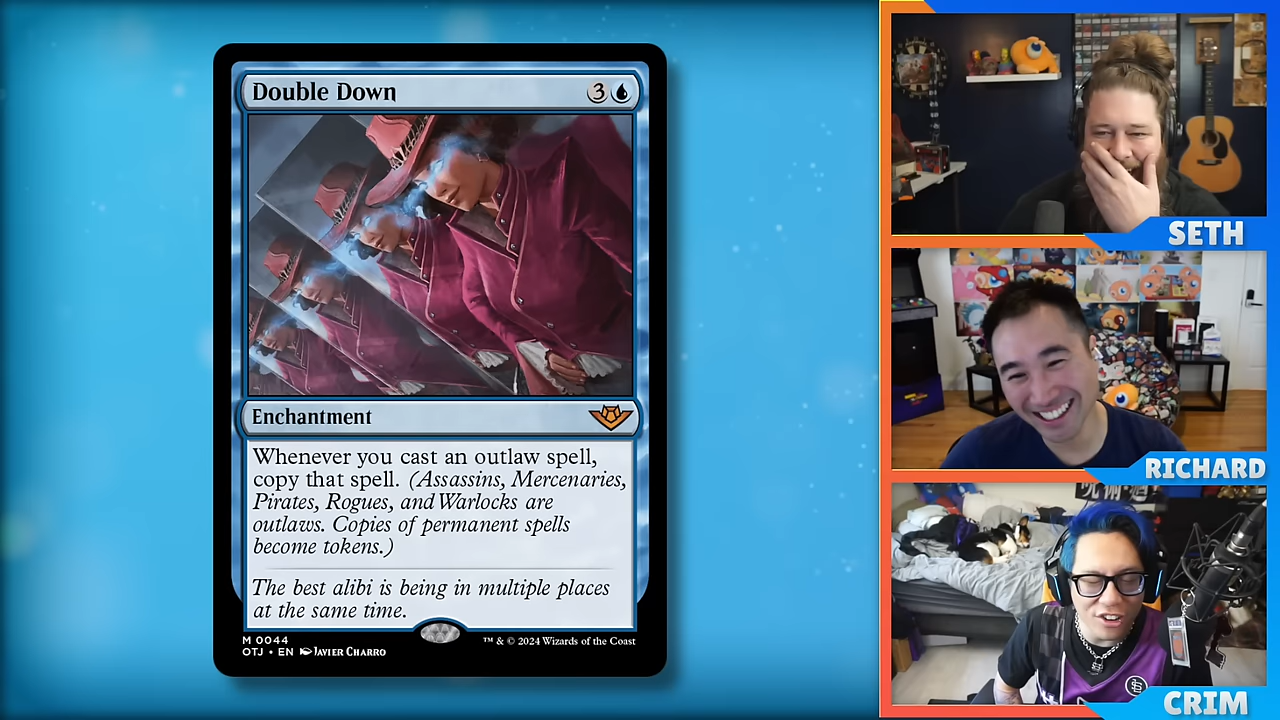 Double Down
3
Enchantment
Whenever you cast an outlaw spell,
copy that spell. (Assassins, Mercenaries,
Pirates, Rogues, and Warlocks are
outlaws. Copies of permanent spells
become tokens.)
The best alibi is being in multiple places
at the same time.
M 0044
OTJ • EN JAVIER CHARRO
™ & © 2024 Wizards of the Coast
SETH
RICHARD
CRIM